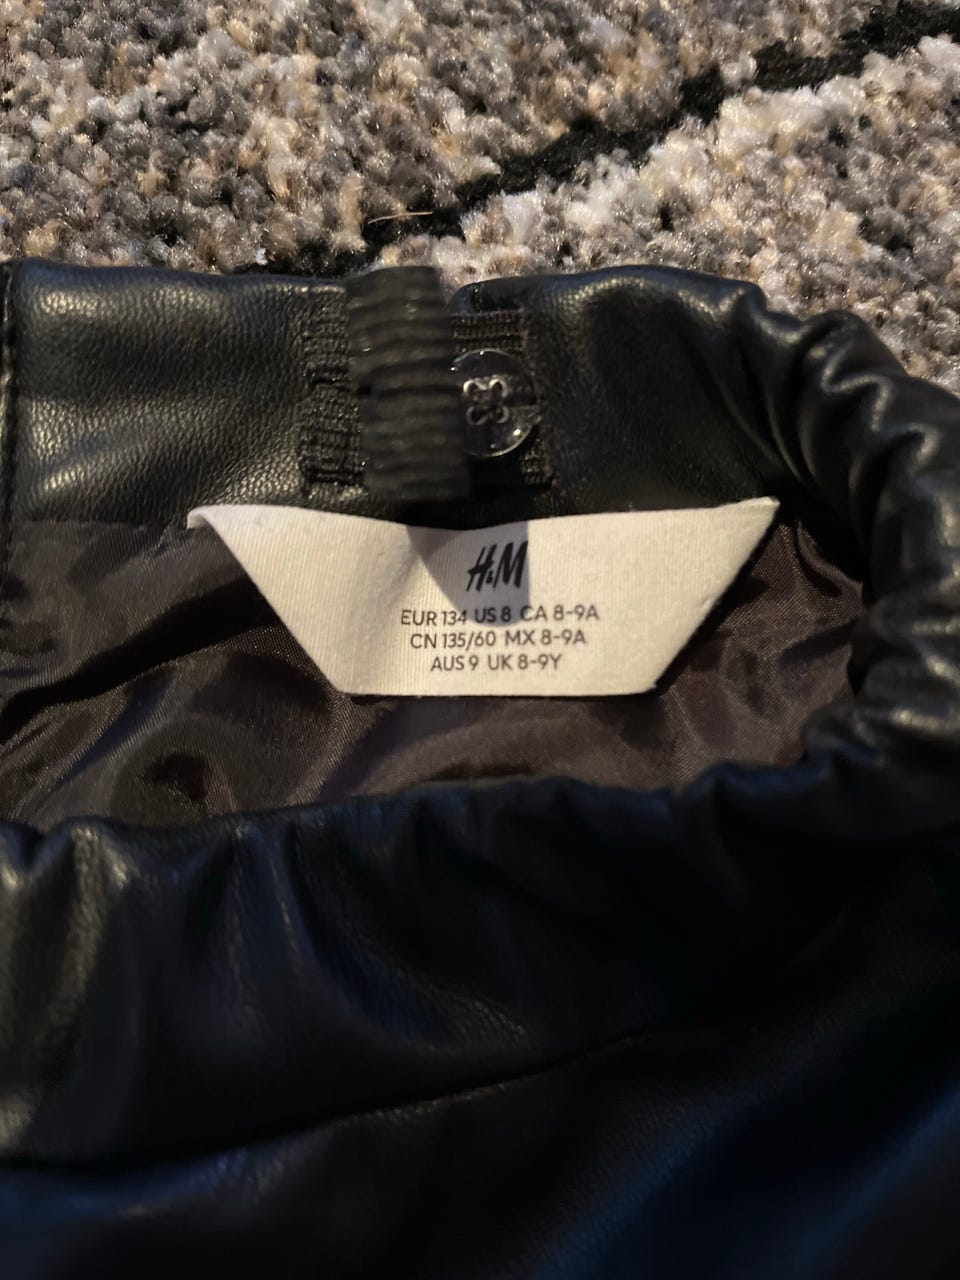 H&M
EUR 134 US 8 CA 8-9A
CN 135/60 MX 8-9A
AUS 9 UK 8-9Y